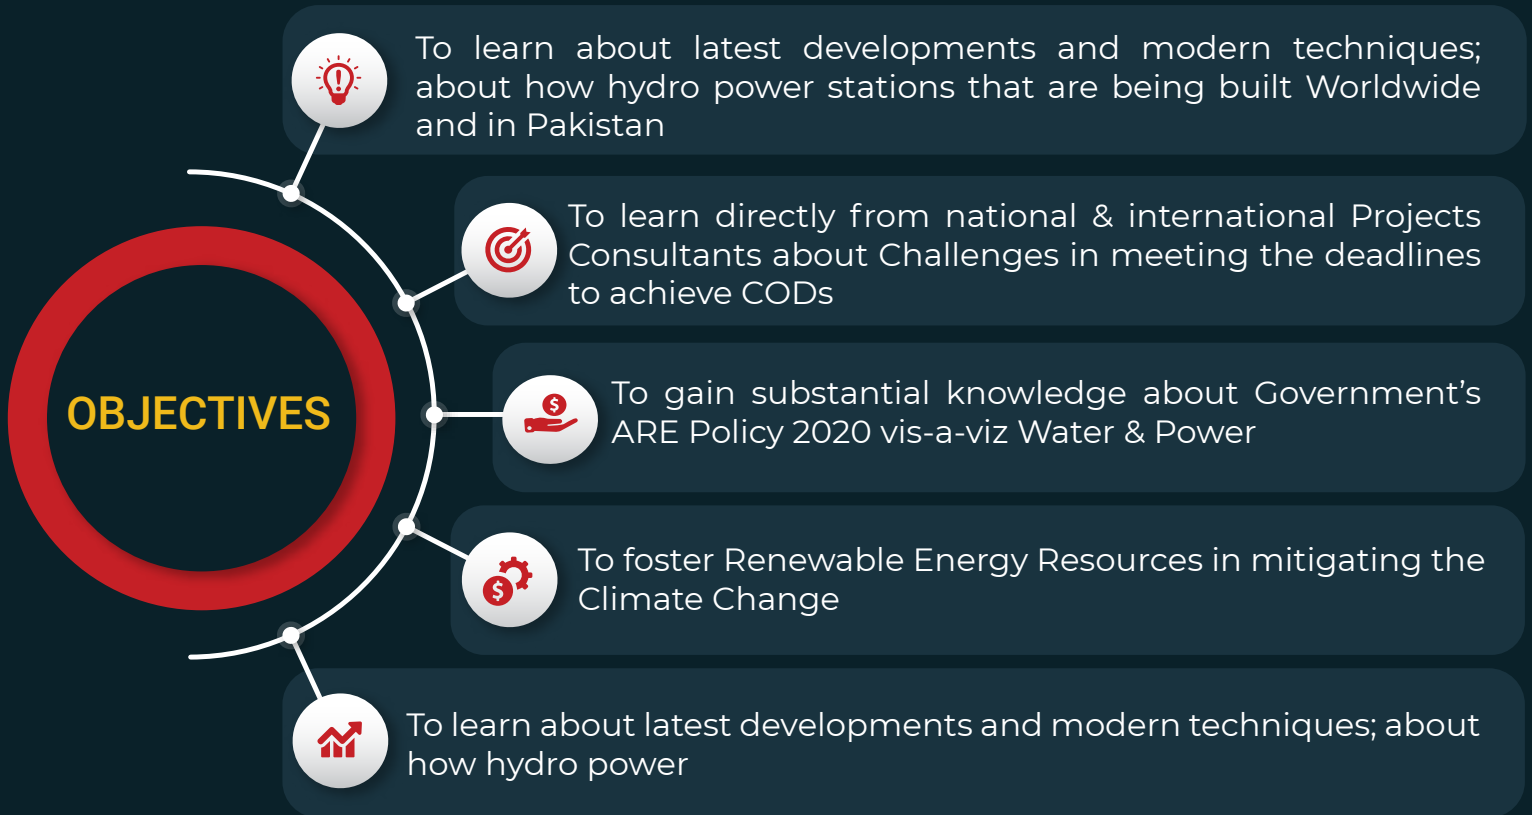 To learn about latest developments and modern techniques;
about how hydro power stations that are being built Worldwide
and in Pakistan
To learn directly from national & international Projects
Consultants about Challenges in meeting the deadlines
to achieve CODs
OBJECTIVES
To gain substantial knowledge about Government’s
ARE Policy 2020 vis-a-viz Water & Power
To foster Renewable Energy Resources in mitigating the
Climate Change
To learn about latest developments and modern techniques; about
how hydro power